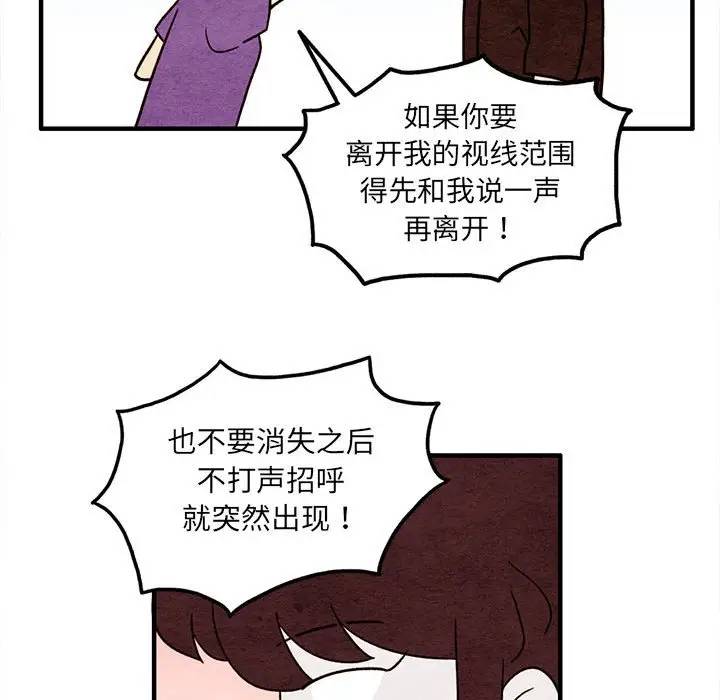 如果你要
离开我的视线范围
得先和我说一声
再离开！
也不要消失之后
不打声招呼
就突然出现！